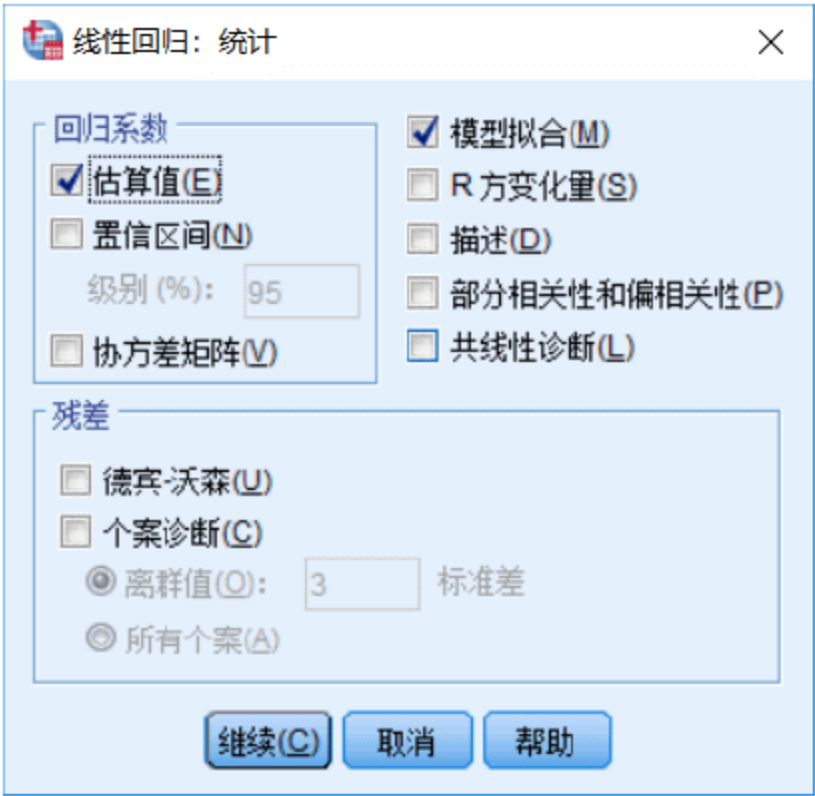 线性回归：统计
回归系数
估算值(E)
置信区间(N)
级别 (%)：95
协方差矩阵(V)
模型拟合(M)
R 方变化量(S)
描述(D)
部分相关性和偏相关性(P)
共线性诊断(L)
残差
德宾-沃森(U)
个案诊断(C)
离群值(O)：3 标准差
所有个案(A)
继续(C) 取消 帮助